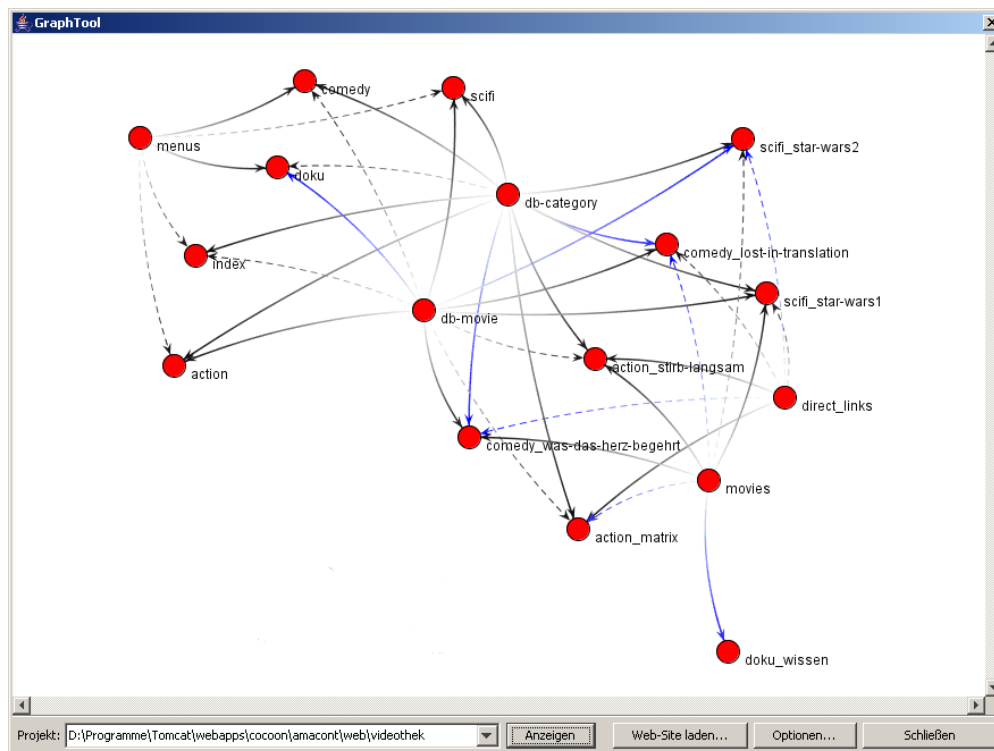 GraphTool
comedy
scifi
menus
scifi_star-wars2
doku
db-category
comedy_lost-in-translation
index
scifi_star-wars1
db-movie
action_stirb-langsam
action
direct_links
comedy_was-das-herz-begehrt
movies
action_matrix
doku_wissen
Projekt: D:\Programme\Tomcat\webapps\cocoon\amacont\web\videothek Anzeigen Web-Site laden... Optionen... Schließen